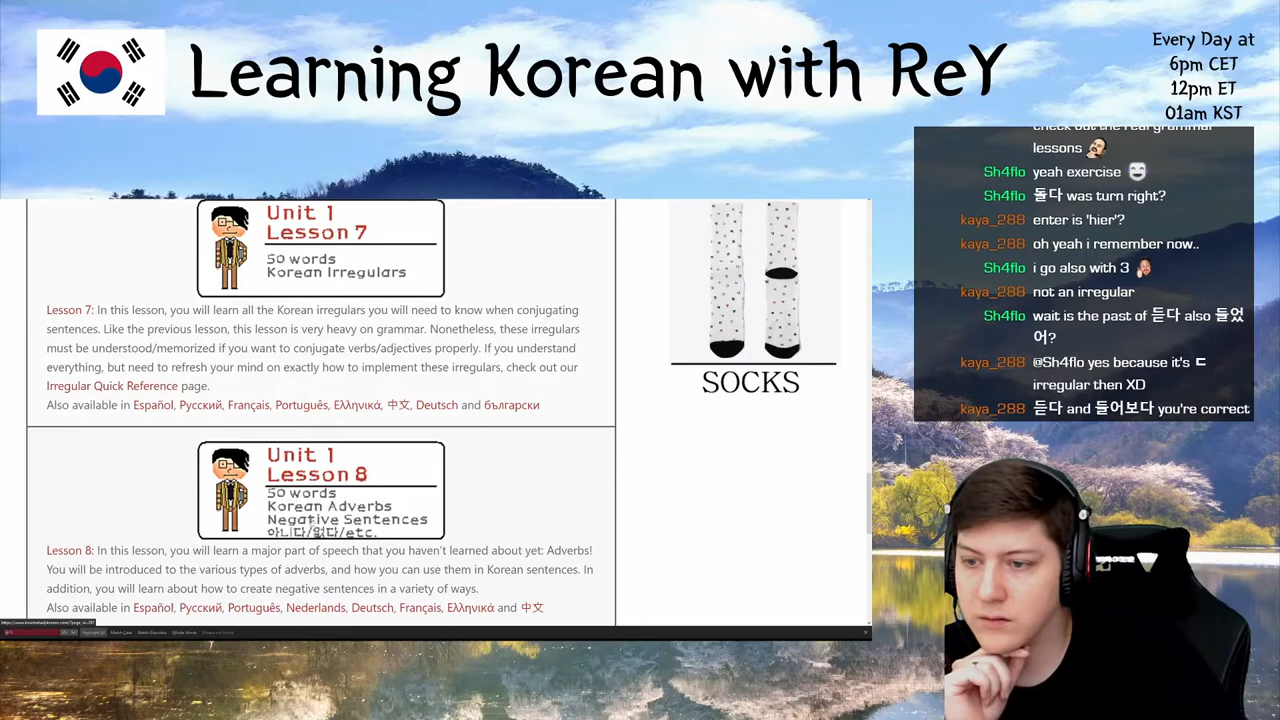 Learning Korean with ReY
Every Day at
6pm CET
12pm ET
01am KST
check out the real grammar
lessons
Sh4flo yeah exercise
Sh4flo 돌다 was turn right?
kaya_288 enter is 'hier'?
kaya_288 oh yeah i remember now..
Sh4flo i go also with 3
kaya_288 not an irregular
Sh4flo wait is the past of 듣다 also 들었
어?
kaya_288 @Sh4flo yes because it's ㄷ
irregular then XD
kaya_288 듣다 and 들어보다 you're correct
Unit 1
Lesson 7
50 words
Korean Irregulars
Lesson 7: In this lesson, you will learn all the Korean irregulars you will need to know when conjugating
sentences. Like the previous lesson, this lesson is very heavy on grammar. Nonetheless, these irregulars
must be understood/memorized if you want to conjugate verbs/adjectives properly. If you understand
everything, but need to refresh your mind on exactly how to implement these irregulars, check out our
Irregular Quick Reference page.
Also available in Español, Русский, Français, Português, Ελληνικά, 中文, Deutsch and български
SOCKS
Unit 1
Lesson 8
50 words
Korean Adverbs
Negative Sentences
아니다/없다/etc.
Lesson 8: In this lesson, you will learn a major part of speech that you haven't learned about yet: Adverbs!
You will be introduced to the various types of adverbs, and how you can use them in Korean sentences. In
addition, you will learn about how to create negative sentences in a variety of ways.
Also available in Español, Русский, Português, Nederlands, Deutsch, Français, Ελληνικά and 中文